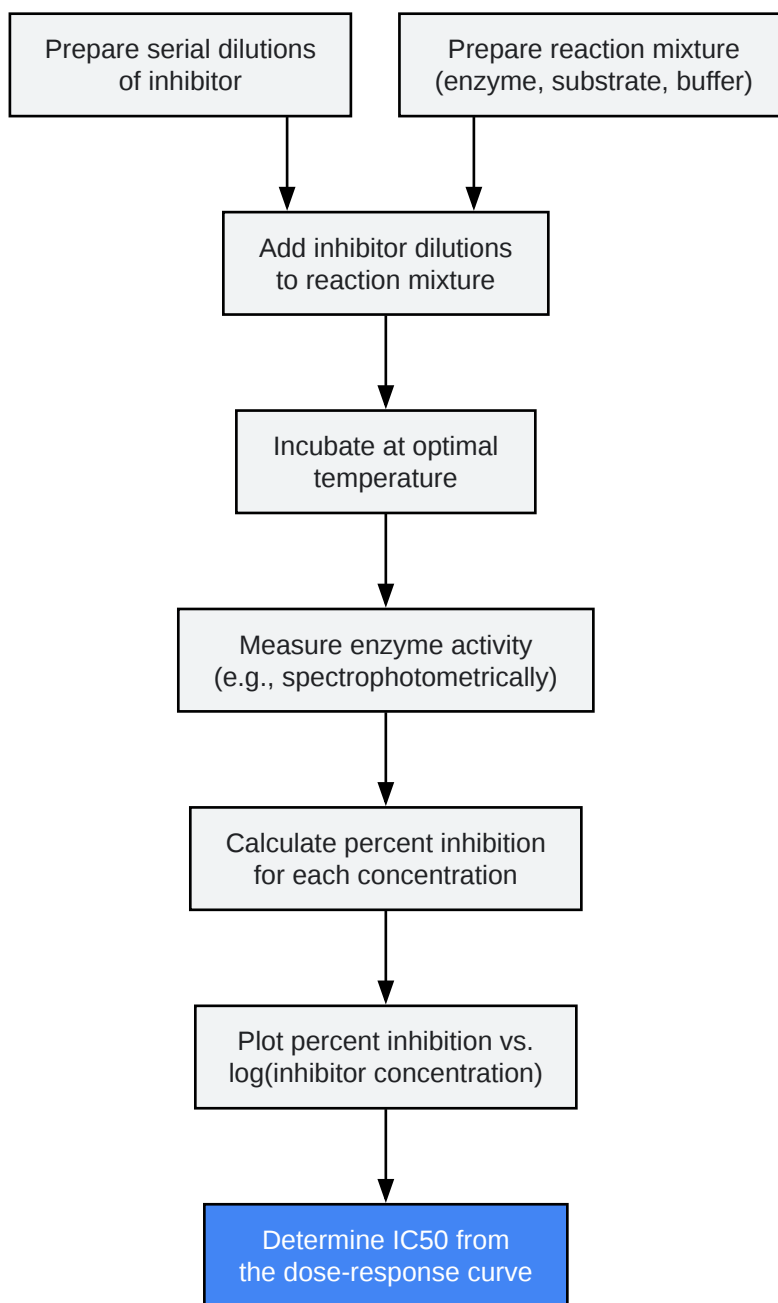 Prepare serial dilutions
of inhibitor
Prepare reaction mixture
(enzyme, substrate, buffer)
Add inhibitor dilutions
to reaction mixture
Incubate at optimal
temperature
Measure enzyme activity
(e.g., spectrophotometrically)
Calculate percent inhibition
for each concentration
Plot percent inhibition vs.
log(inhibitor concentration)
Determine IC50 from
the dose-response curve